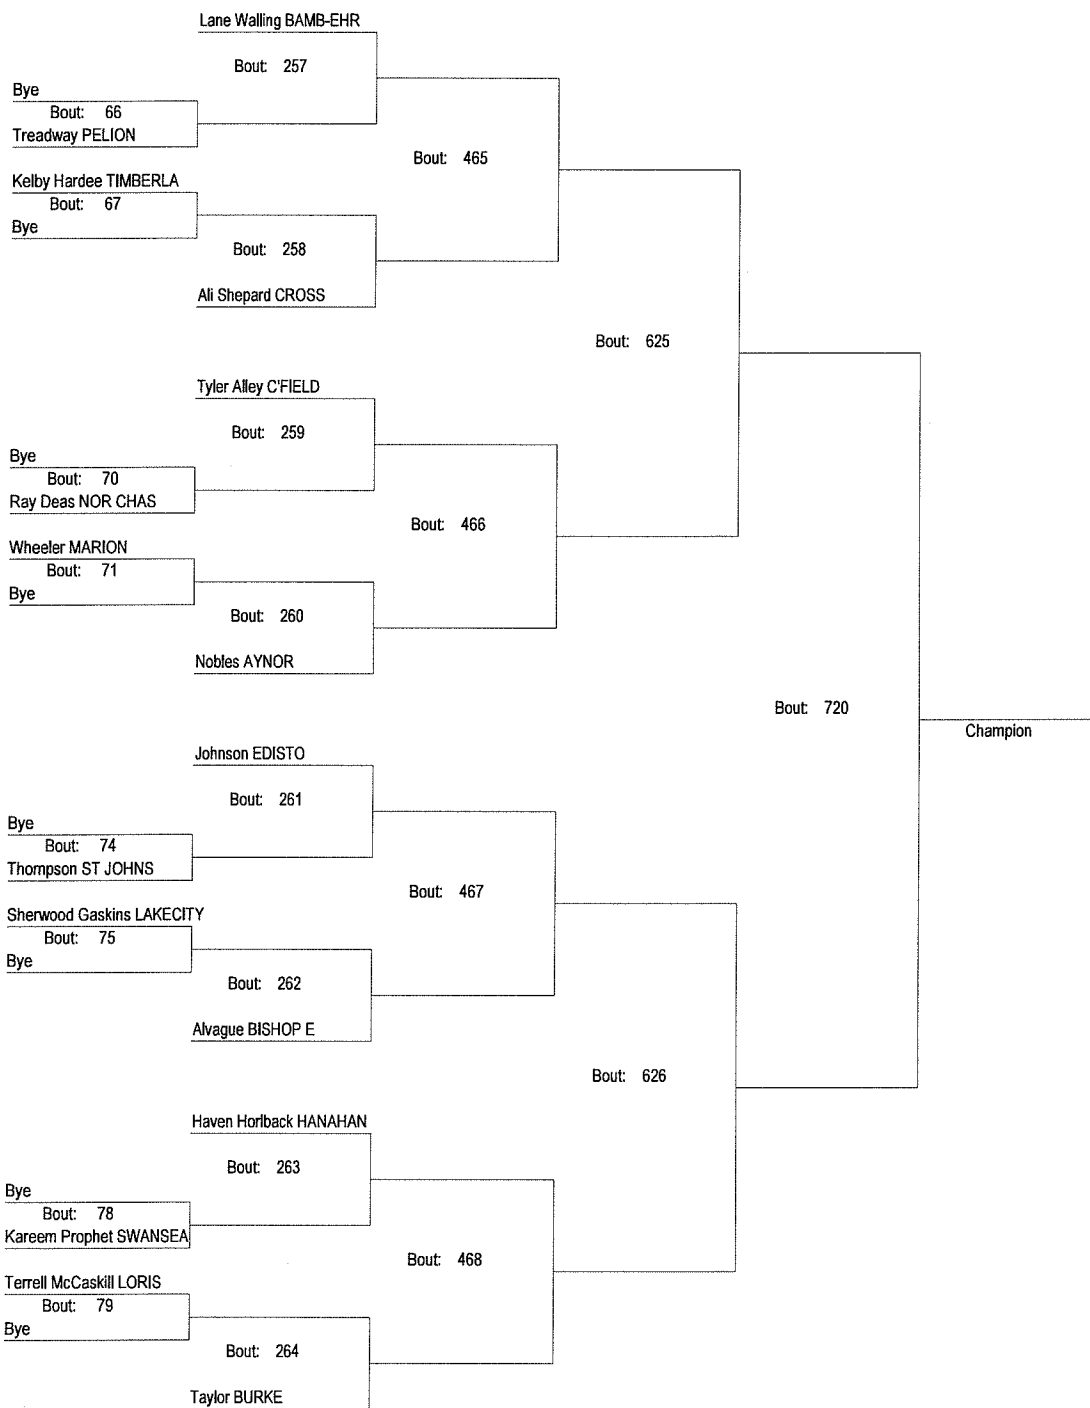 Lane Walling BAMB-EHR
Bout: 257
Bye
Bout: 66
Treadway PELION
Bout: 465
Kelby Hardee TIMBERLA
Bout: 67
Bye
Bout: 258
Ali Shepard CROSS
Bout: 625
Tyler Alley C'FIELD
Bout: 259
Bye
Bout: 70
Ray Deas NOR CHAS
Bout: 466
Wheeler MARION
Bout: 71
Bye
Bout: 260
Nobles AYNOR
Bout: 720
Champion
Johnson EDISTO
Bout: 261
Bye
Bout: 74
Thompson ST JOHNS
Bout: 467
Sherwood Gaskins LAKECITY
Bout: 75
Bye
Bout: 262
Alvague BISHOP E
Bout: 626
Haven Horlback HANAHAN
Bout: 263
Bye
Bout: 78
Kareem Prophet SWANSEA
Bout: 468
Terrell McCaskill LORIS
Bout: 79
Bye
Bout: 264
Taylor BURKE